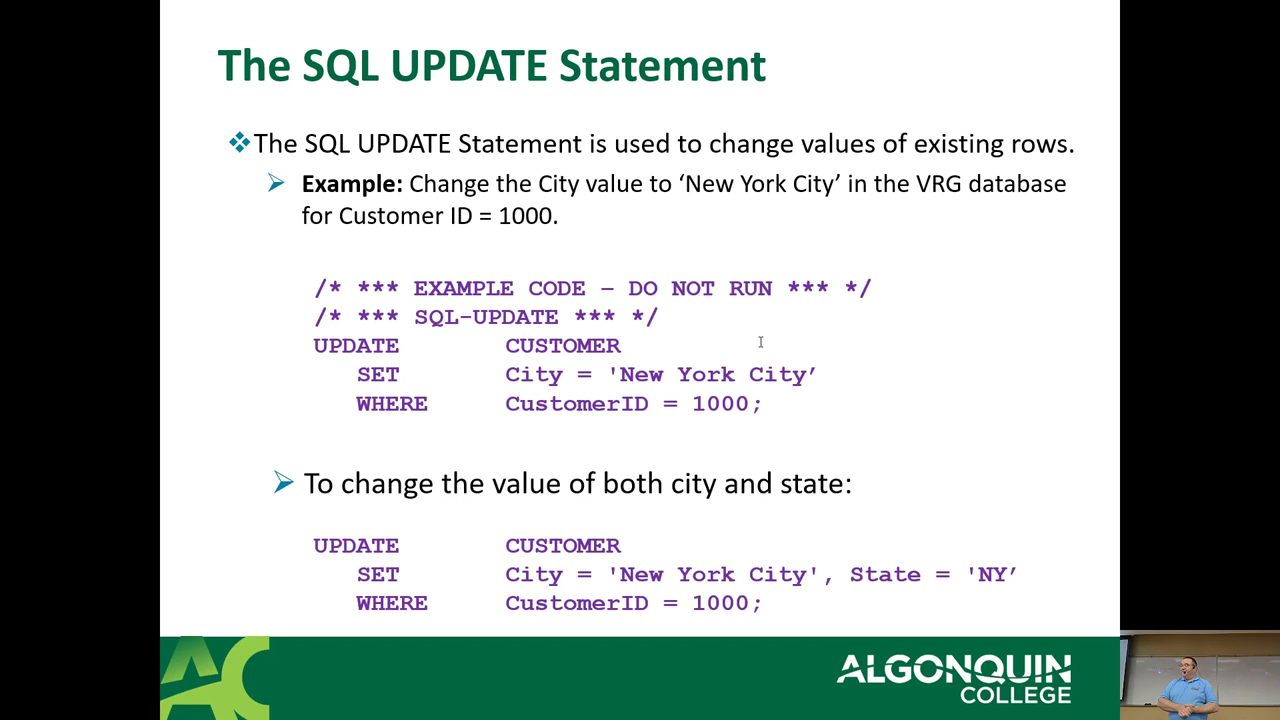 The SQL UPDATE Statement
The SQL UPDATE Statement is used to change values of existing rows.
Example: Change the City value to ‘New York City’ in the VRG database
for Customer ID = 1000.
/* *** EXAMPLE CODE – DO NOT RUN *** */
/* *** SQL-UPDATE *** */
UPDATE CUSTOMER
SET City = 'New York City’
WHERE CustomerID = 1000;
To change the value of both city and state:
UPDATE CUSTOMER
SET City = 'New York City', State = 'NY’
WHERE CustomerID = 1000;
AC
ALGONQUIN
COLLEGE